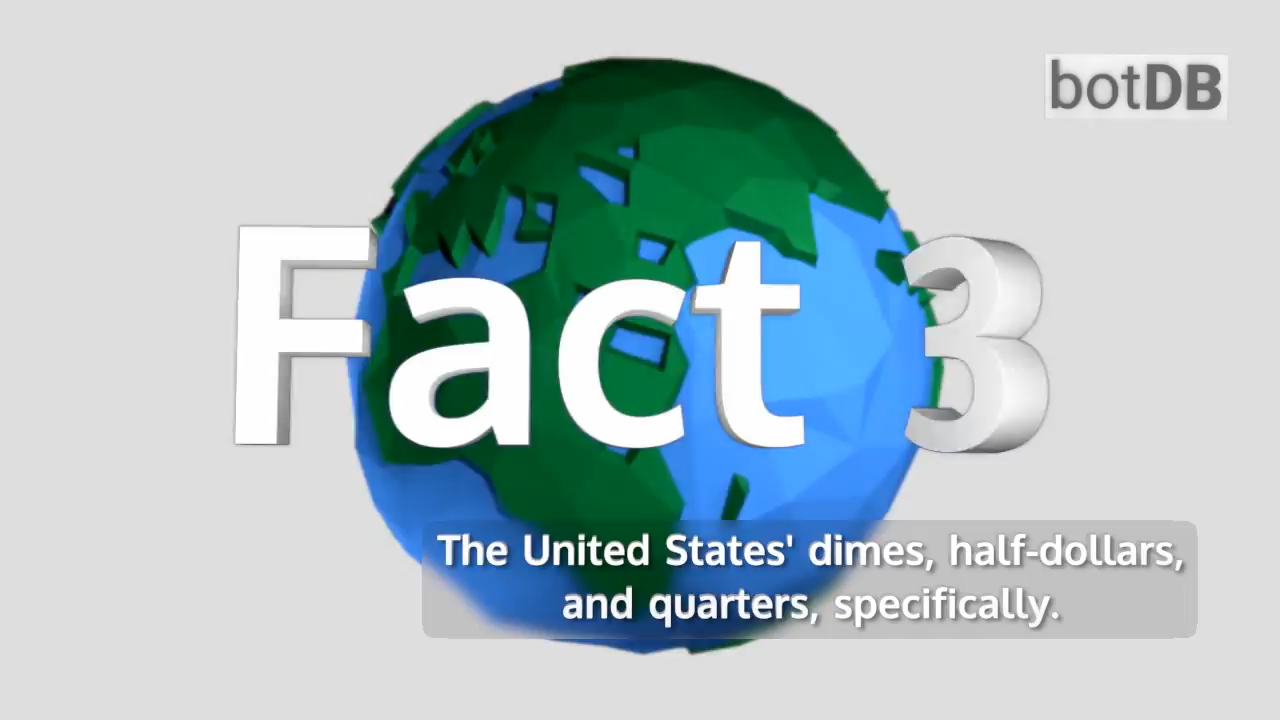 botDB
Fact 3
The United States' dimes, half-dollars,
and quarters, specifically.